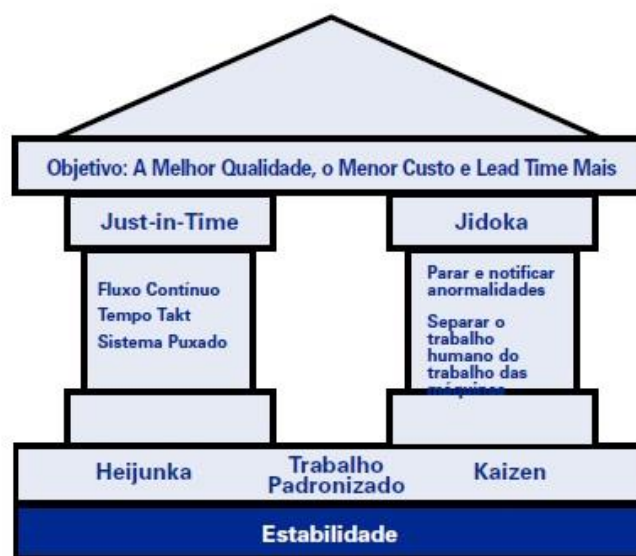 Objetivo: A Melhor Qualidade, o Menor Custo e Lead Time Mais
Just-in-Time
Jidoka
Fluxo Contínuo
Tempo Takt
Sistema Puxado
Parar e notificar
anormalidades
Separar o
trabalho
humano do
trabalho das
máquinas
Heijunka
Trabalho
Padronizado
Kaizen
Estabilidade